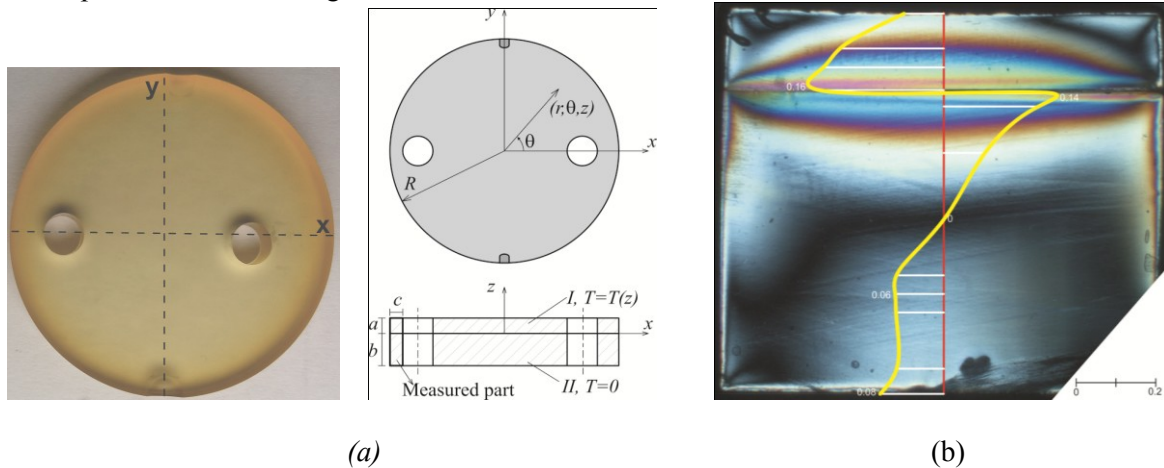 y
x
y
(r,θ,z)
θ
x
R
z
c
I, T=T(z)
a
x
b
Measured part
II, T=0
0.16
0.14
0
0.06
0.08
0
0.2
(a)
(b)